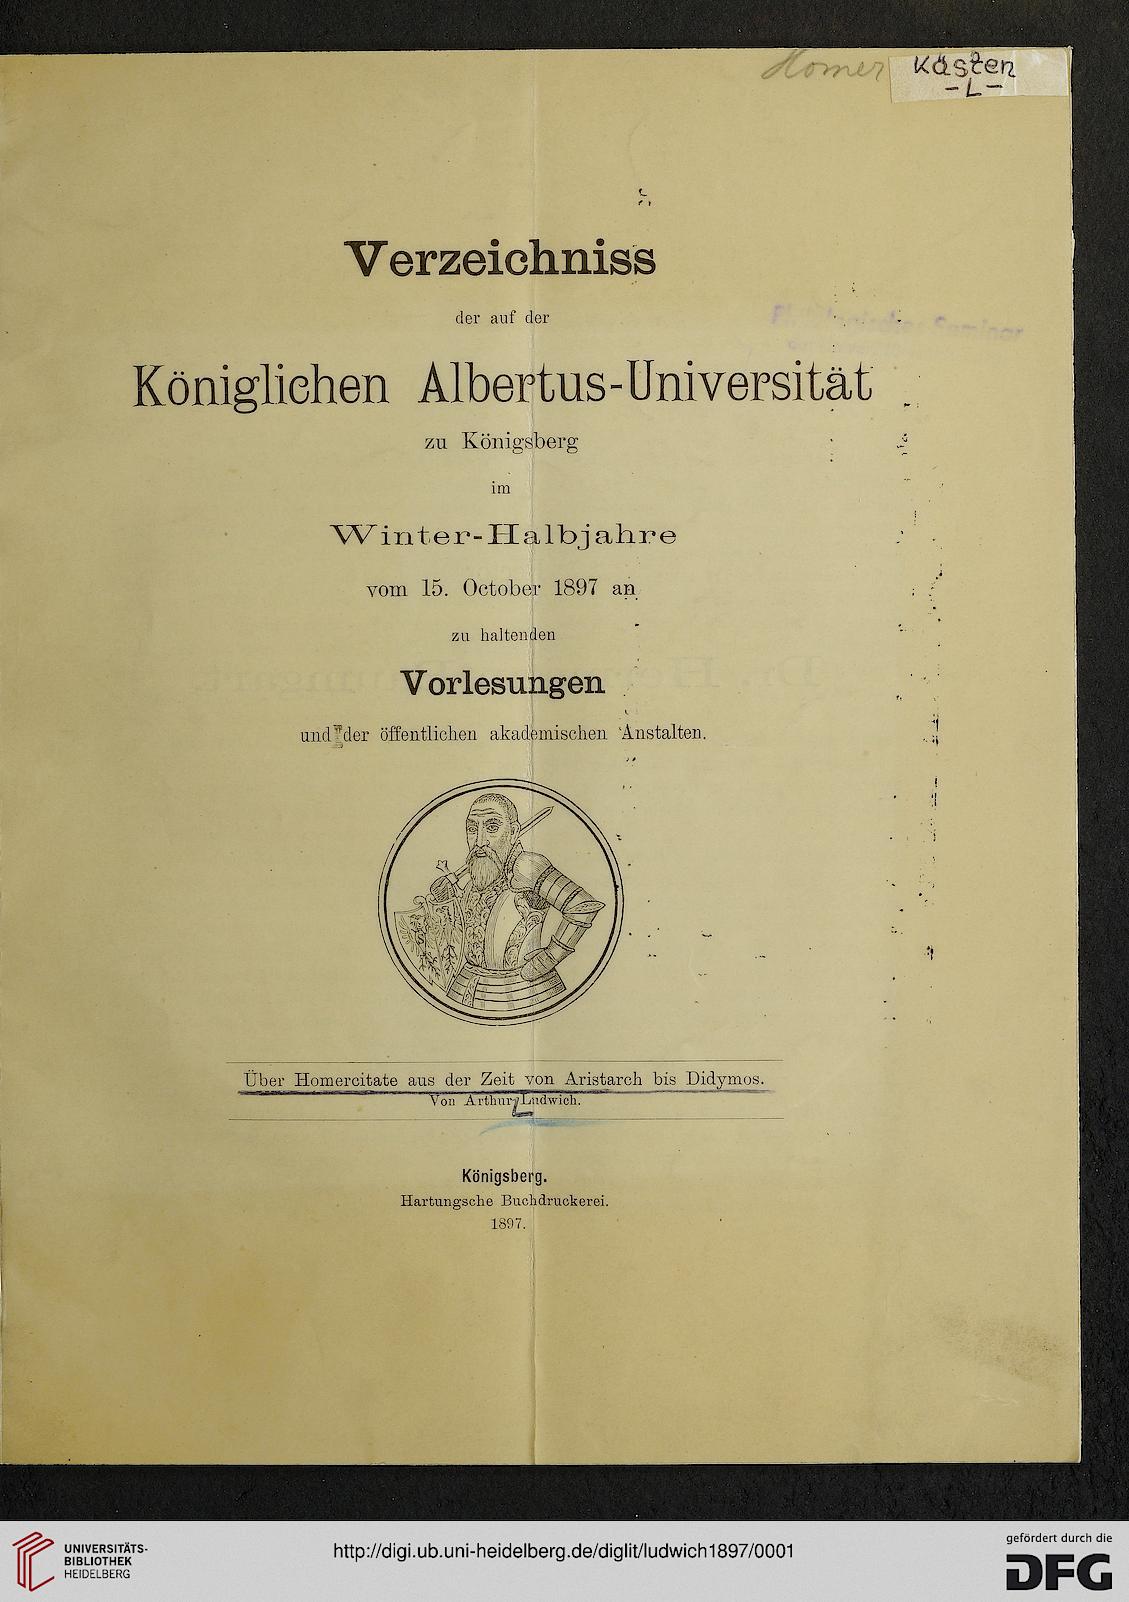 Homer
Kästen
-L-
Verzeichniss
der auf der
Königlichen Albertus-Universität
zu Königsberg
im
Winter-Halbjahre
vom 15. October 1897 an
zu haltenden
Vorlesungen
und der öffentlichen akademischen Anstalten.
Über Homercitate aus der Zeit von Aristarch bis Didymos.
Von Arthur Ludwich.
Königsberg.
Hartungsche Buchdruckerei.
1897.
UNIVERSITÄTS-
BIBLIOTHEK
HEIDELBERG
http://digi.ub.uni-heidelberg.de/diglit/ludwich1897/0001
gefördert durch die
DFG